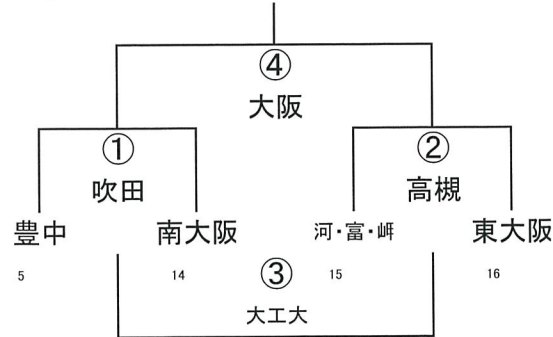 ④
大阪
① ②
吹田 高槻
豊中 南大阪 河・富・岬 東大阪
5 14 ③ 15 16
大工大